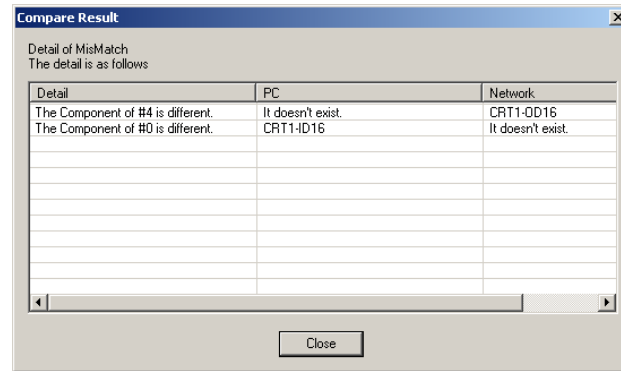 Compare Result
Detail of MisMatch
The detail is as follows
Detail PC Network
The Component of #4 is different. It doesn't exist. CRT1-OD16
The Component of #0 is different. CRT1-ID16 It doesn't exist.
Close